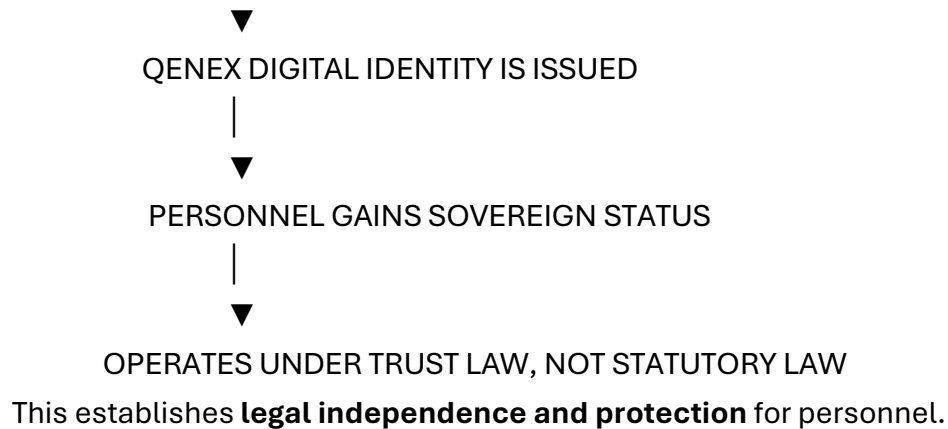 ▼
QENEX DIGITAL IDENTITY IS ISSUED
│
▼
PERSONNEL GAINS SOVEREIGN STATUS
│
▼
OPERATES UNDER TRUST LAW, NOT STATUTORY LAW
This establishes legal independence and protection for personnel.